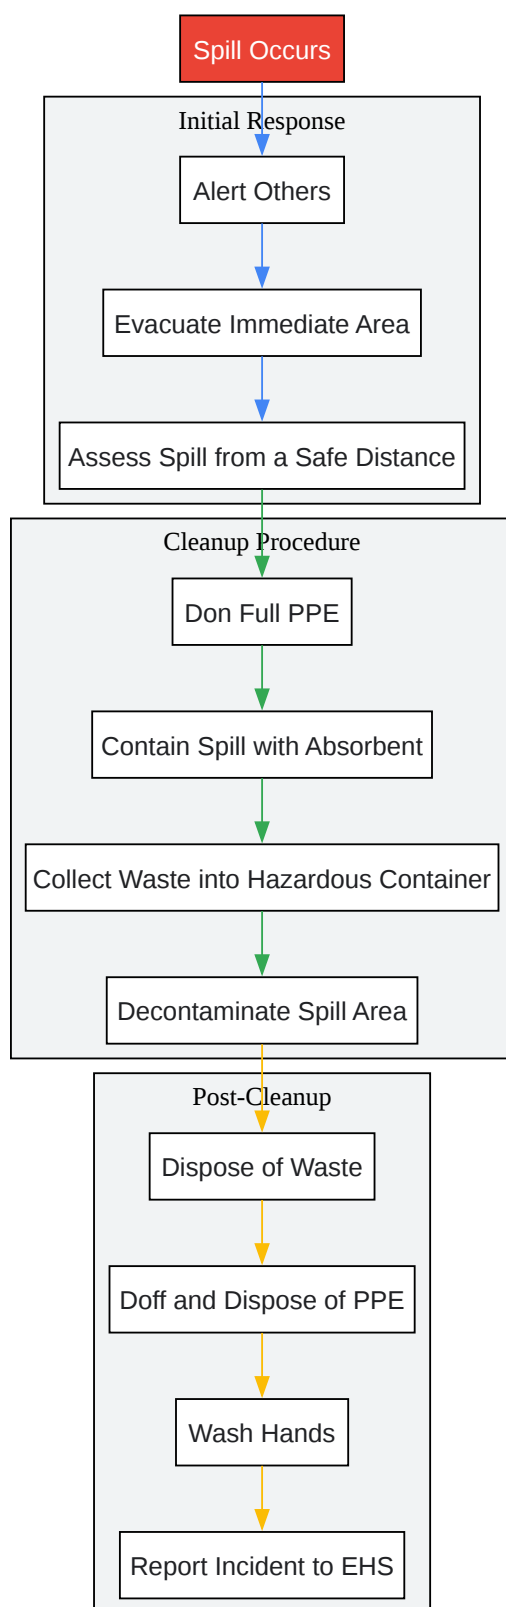 Spill Occurs
Initial Response
Alert Others
Evacuate Immediate Area
Assess Spill from a Safe Distance
Cleanup Procedure
Don Full PPE
Contain Spill with Absorbent
Collect Waste into Hazardous Container
Decontaminate Spill Area
Post-Cleanup
Dispose of Waste
Doff and Dispose of PPE
Wash Hands
Report Incident to EHS